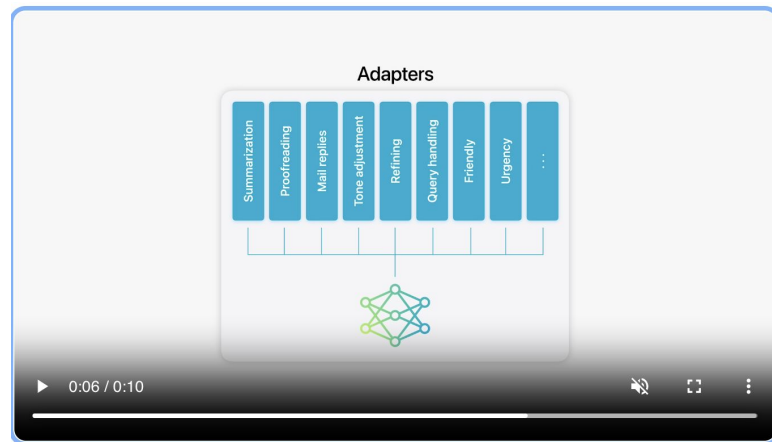 Adapters
Summarization
Proofreading
Mail replies
Tone adjustment
Refining
Query handling
Friendly
Urgency
...
0:06 / 0:10